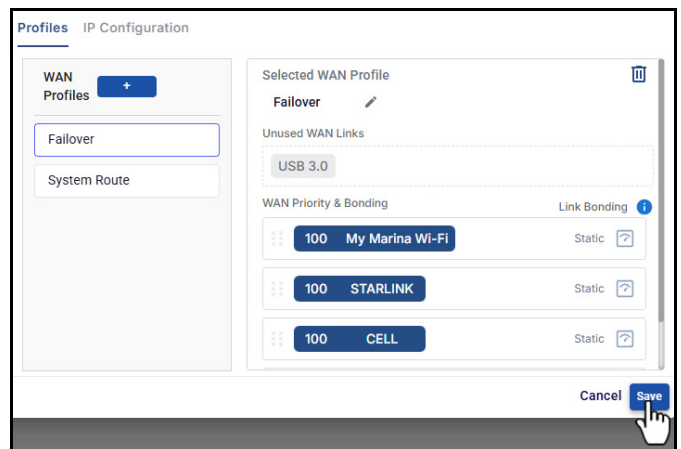 Profiles IP Configuration
WAN
Profiles +
Failover
System Route
Selected WAN Profile
Failover
Unused WAN Links
USB 3.0
WAN Priority & Bonding Link Bonding i
100 My Marina Wi-Fi Static
100 STARLINK Static
100 CELL Static
Cancel Save